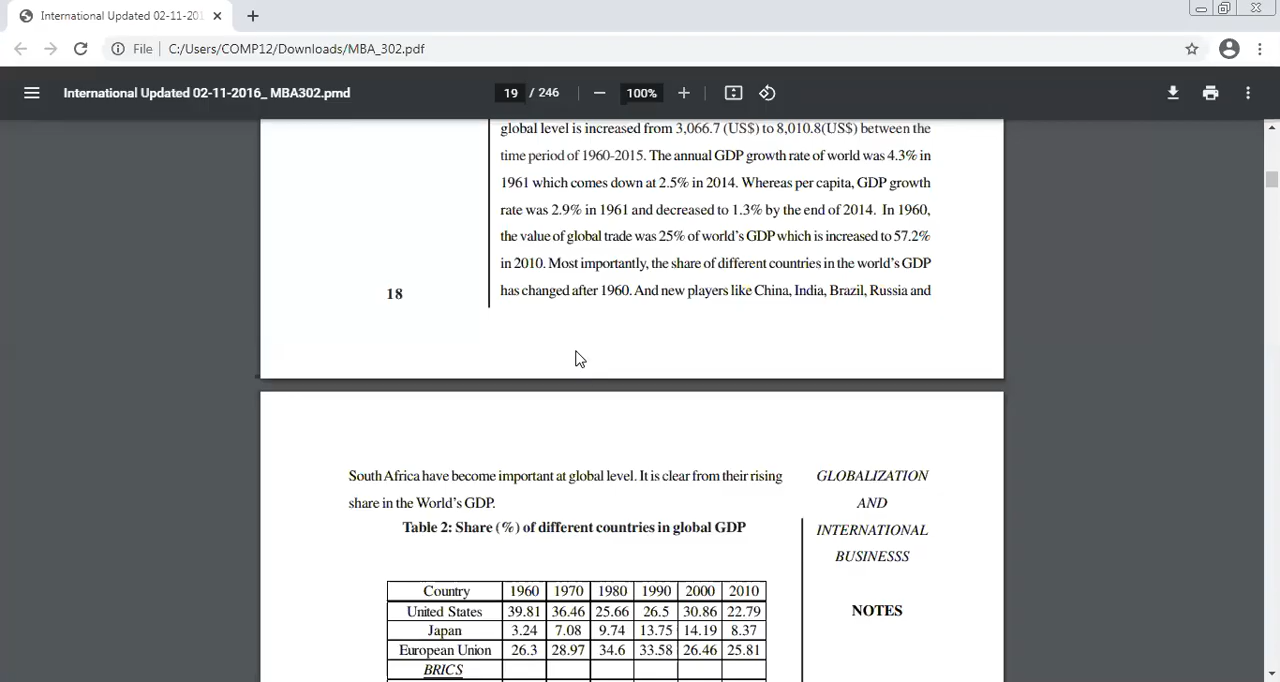 International Updated 02-11-201
File C:/Users/COMP12/Downloads/MBA_302.pdf
International Updated 02-11-2016_ MBA302.pmd 19 / 246 100%
global level is increased from 3,066.7 (US$) to 8,010.8(US$) between the
time period of 1960-2015. The annual GDP growth rate of world was 4.3% in
1961 which comes down at 2.5% in 2014. Whereas per capita, GDP growth
rate was 2.9% in 1961 and decreased to 1.3% by the end of 2014. In 1960,
the value of global trade was 25% of world's GDP which is increased to 57.2%
in 2010. Most importantly, the share of different countries in the world's GDP
has changed after 1960. And new players like China, India, Brazil, Russia and
18
South Africa have become important at global level. It is clear from their rising
share in the World's GDP.
Table 2: Share (%) of different countries in global GDP
Country 1960 1970 1980 1990 2000 2010
United States 39.81 36.46 25.66 26.5 30.86 22.79
Japan 3.24 7.08 9.74 13.75 14.19 8.37
European Union 26.3 28.97 34.6 33.58 26.46 25.81
BRICS
GLOBALIZATION
AND
INTERNATIONAL
BUSINESSS
NOTES